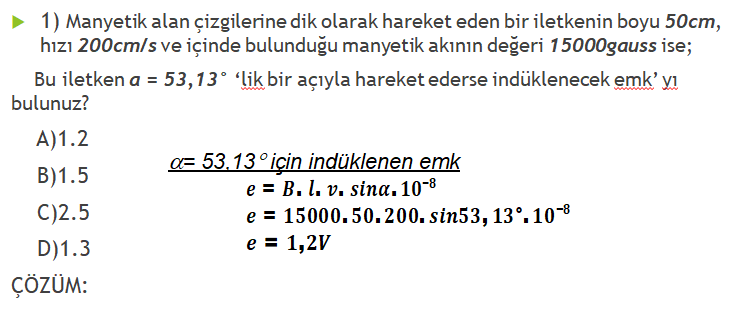 ► 1) Manyetik alan çizgilerine dik olarak hareket eden bir iletkenin boyu 50cm,
hızı 200cm/s ve içinde bulunduğu manyetik akının değeri 15000gauss ise;
Bu iletken a = 53,13° ‘lik bir açıyla hareket ederse indüklenecek emk’ yı
bulunuz?
A)1.2
B)1.5
C)2.5
D)1.3
α= 53,13° için indüklenen emk
e = B. l. v. sinα. 10⁻⁸
e = 15000. 50. 200. sin53, 13°. 10⁻⁸
e = 1,2V
ÇÖZÜM: